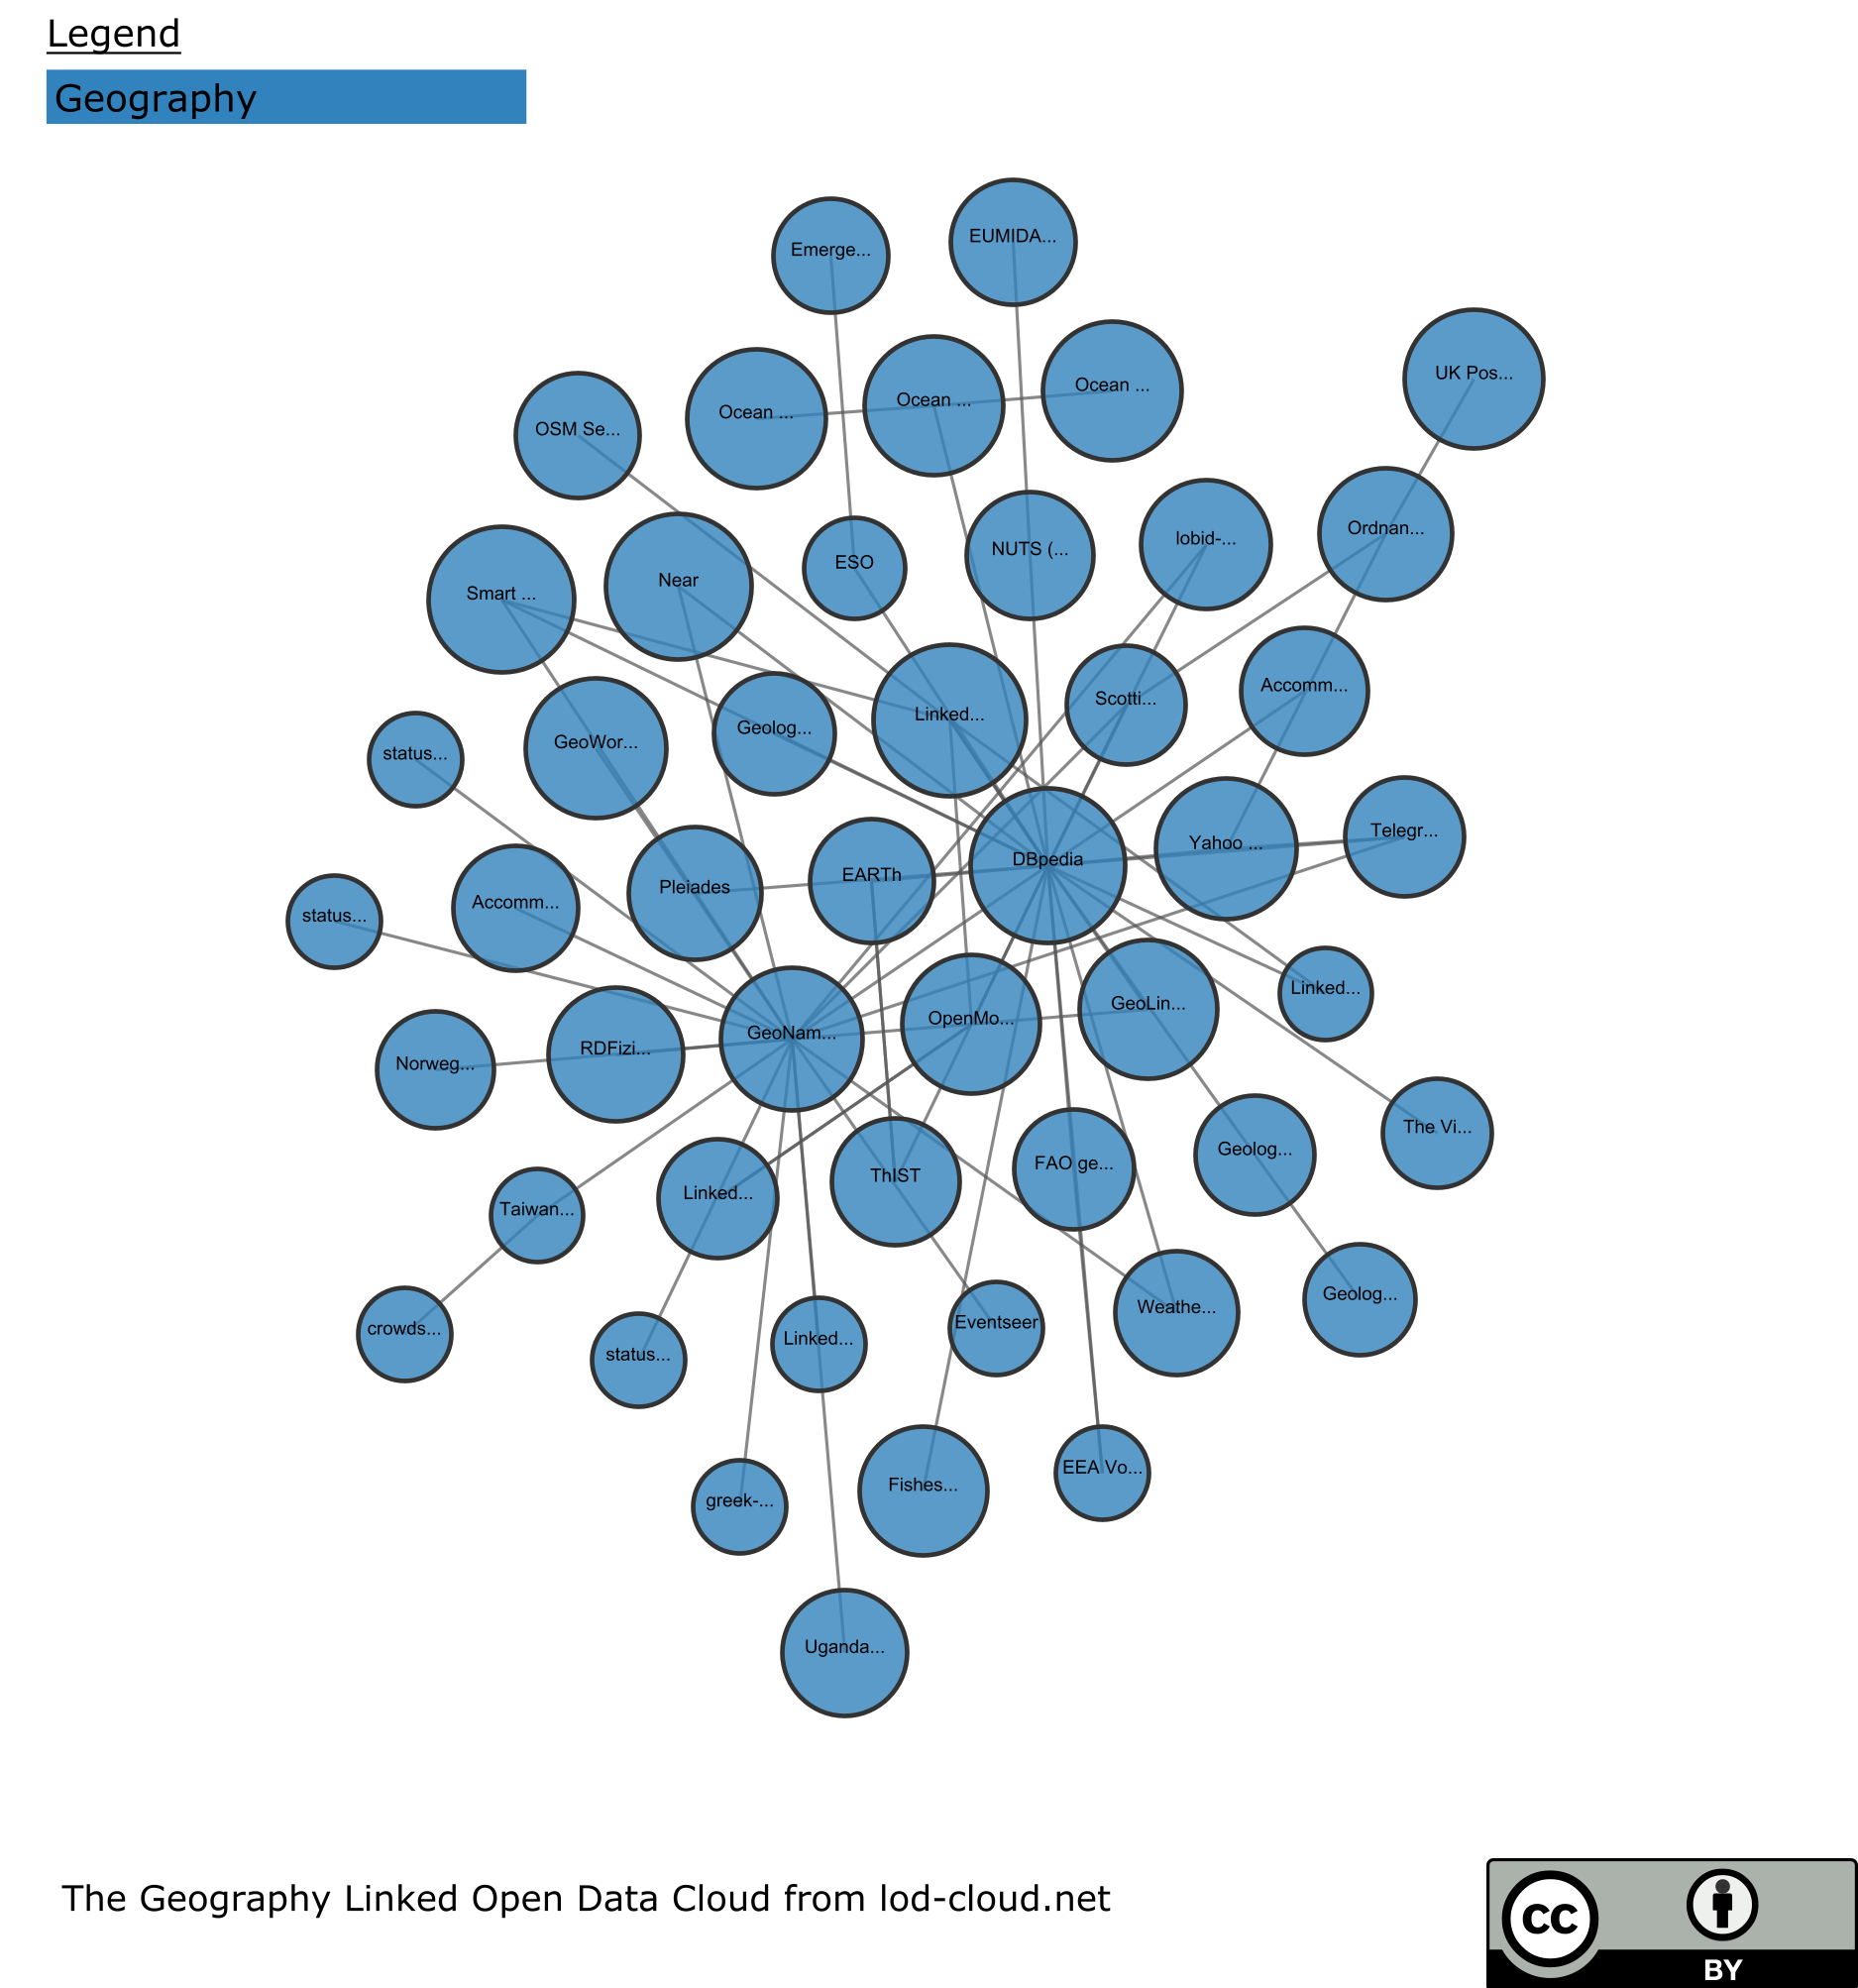 Legend
Geography
Emerge...
EUMIDA...
UK Pos...
Ocean ...
Ocean ...
Ocean ...
OSM Se...
Ordnan...
lobid-...
NUTS (...
ESO
Near
Smart ...
Accomm...
Scotti...
Linked...
Geolog...
GeoWor...
status...
Telegr...
Yahoo ...
DBpedia
EARTh
Pleiades
Accomm...
status...
Linked...
GeoLin...
OpenMo...
GeoNam...
RDFizi...
Norweg...
The Vi...
Geolog...
FAO ge...
ThIST
Linked...
Taiwan...
Geolog...
Weathe...
Eventseer
Linked...
status...
crowds...
EEA Vo...
Fishes...
greek-...
Uganda...
The Geography Linked Open Data Cloud from lod-cloud.net
cc
BY